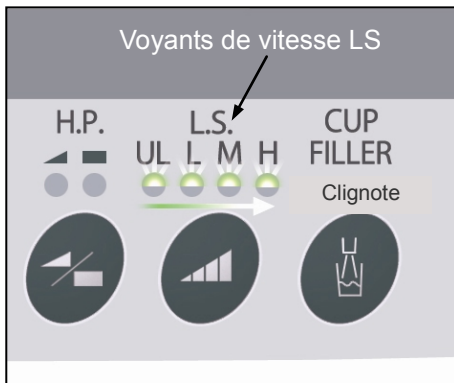 Voyants de vitesse LS
H.P.
L.S.
CUP
FILLER
UL L M H
Clignote